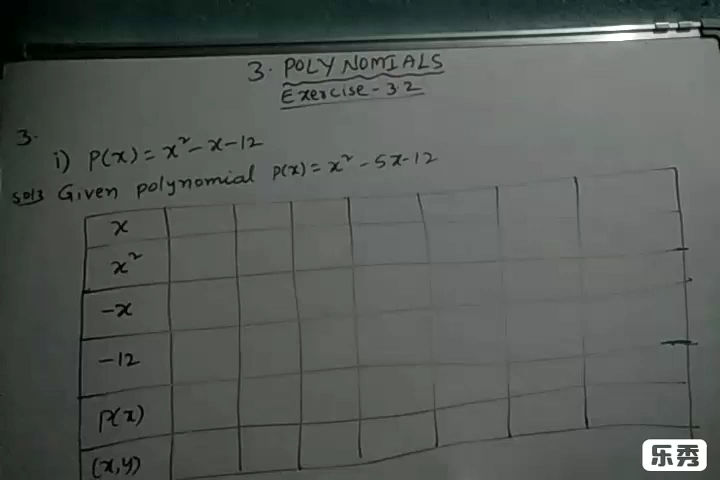 3. POLYNOMIALS
Exercise - 3.2
3.
i) P(x) = x² - x - 12
Sol: Given polynomial P(x) = x² - 5x - 12
x
x²
-x
-12
P(x)
(x,y)
乐秀